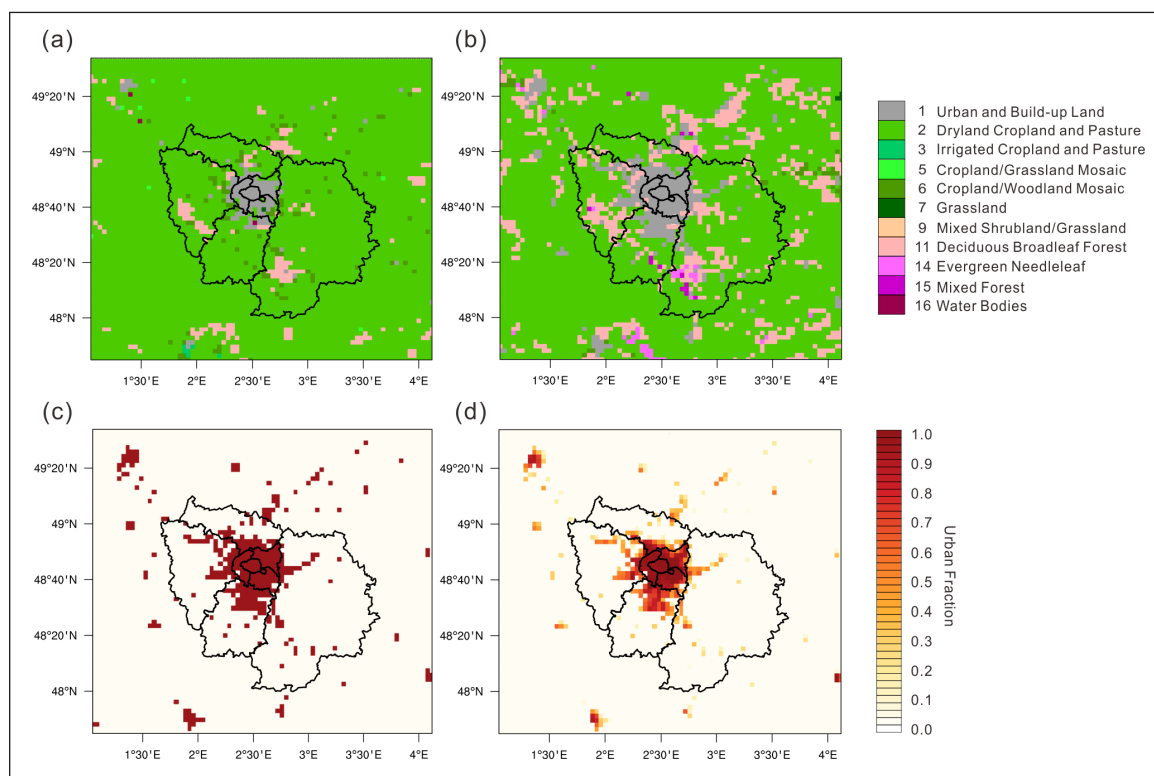 (a)
(b)
49°20'N
49°N
48°40'N
48°20'N
48°N
1°30'E 2°E 2°30'E 3°E 3°30'E 4°E
49°20'N
49°N
48°40'N
48°20'N
48°N
1°30'E 2°E 2°30'E 3°E 3°30'E 4°E
1 Urban and Build-up Land
2 Dryland Cropland and Pasture
3 Irrigated Cropland and Pasture
5 Cropland/Grassland Mosaic
6 Cropland/Woodland Mosaic
7 Grassland
9 Mixed Shrubland/Grassland
11 Deciduous Broadleaf Forest
14 Evergreen Needleleaf
15 Mixed Forest
16 Water Bodies
(c)
(d)
49°20'N
49°N
48°40'N
48°20'N
48°N
1°30'E 2°E 2°30'E 3°E 3°30'E 4°E
49°20'N
49°N
48°40'N
48°20'N
48°N
1°30'E 2°E 2°30'E 3°E 3°30'E 4°E
1.0
0.9
0.8
0.7
0.6
0.5
0.4
0.3
0.2
0.1
0.0
Urban Fraction